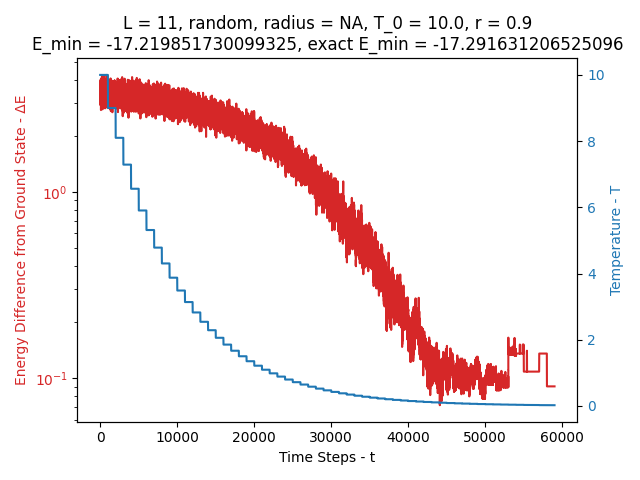 L = 11, random, radius = NA, T_0 = 10.0, r = 0.9
E_min = -17.219851730099325, exact E_min = -17.291631206525096
Energy Difference from Ground State - ΔE
10⁰
10⁻¹
10
8
6
4
2
0
Temperature - T
0 10000 20000 30000 40000 50000 60000
Time Steps - t